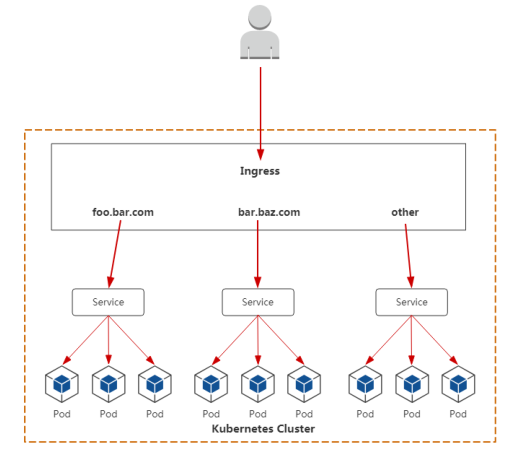 Ingress
foo.bar.com bar.baz.com other
Service Service Service
Pod Pod Pod Pod Pod Pod Pod Pod Pod
Kubernetes Cluster